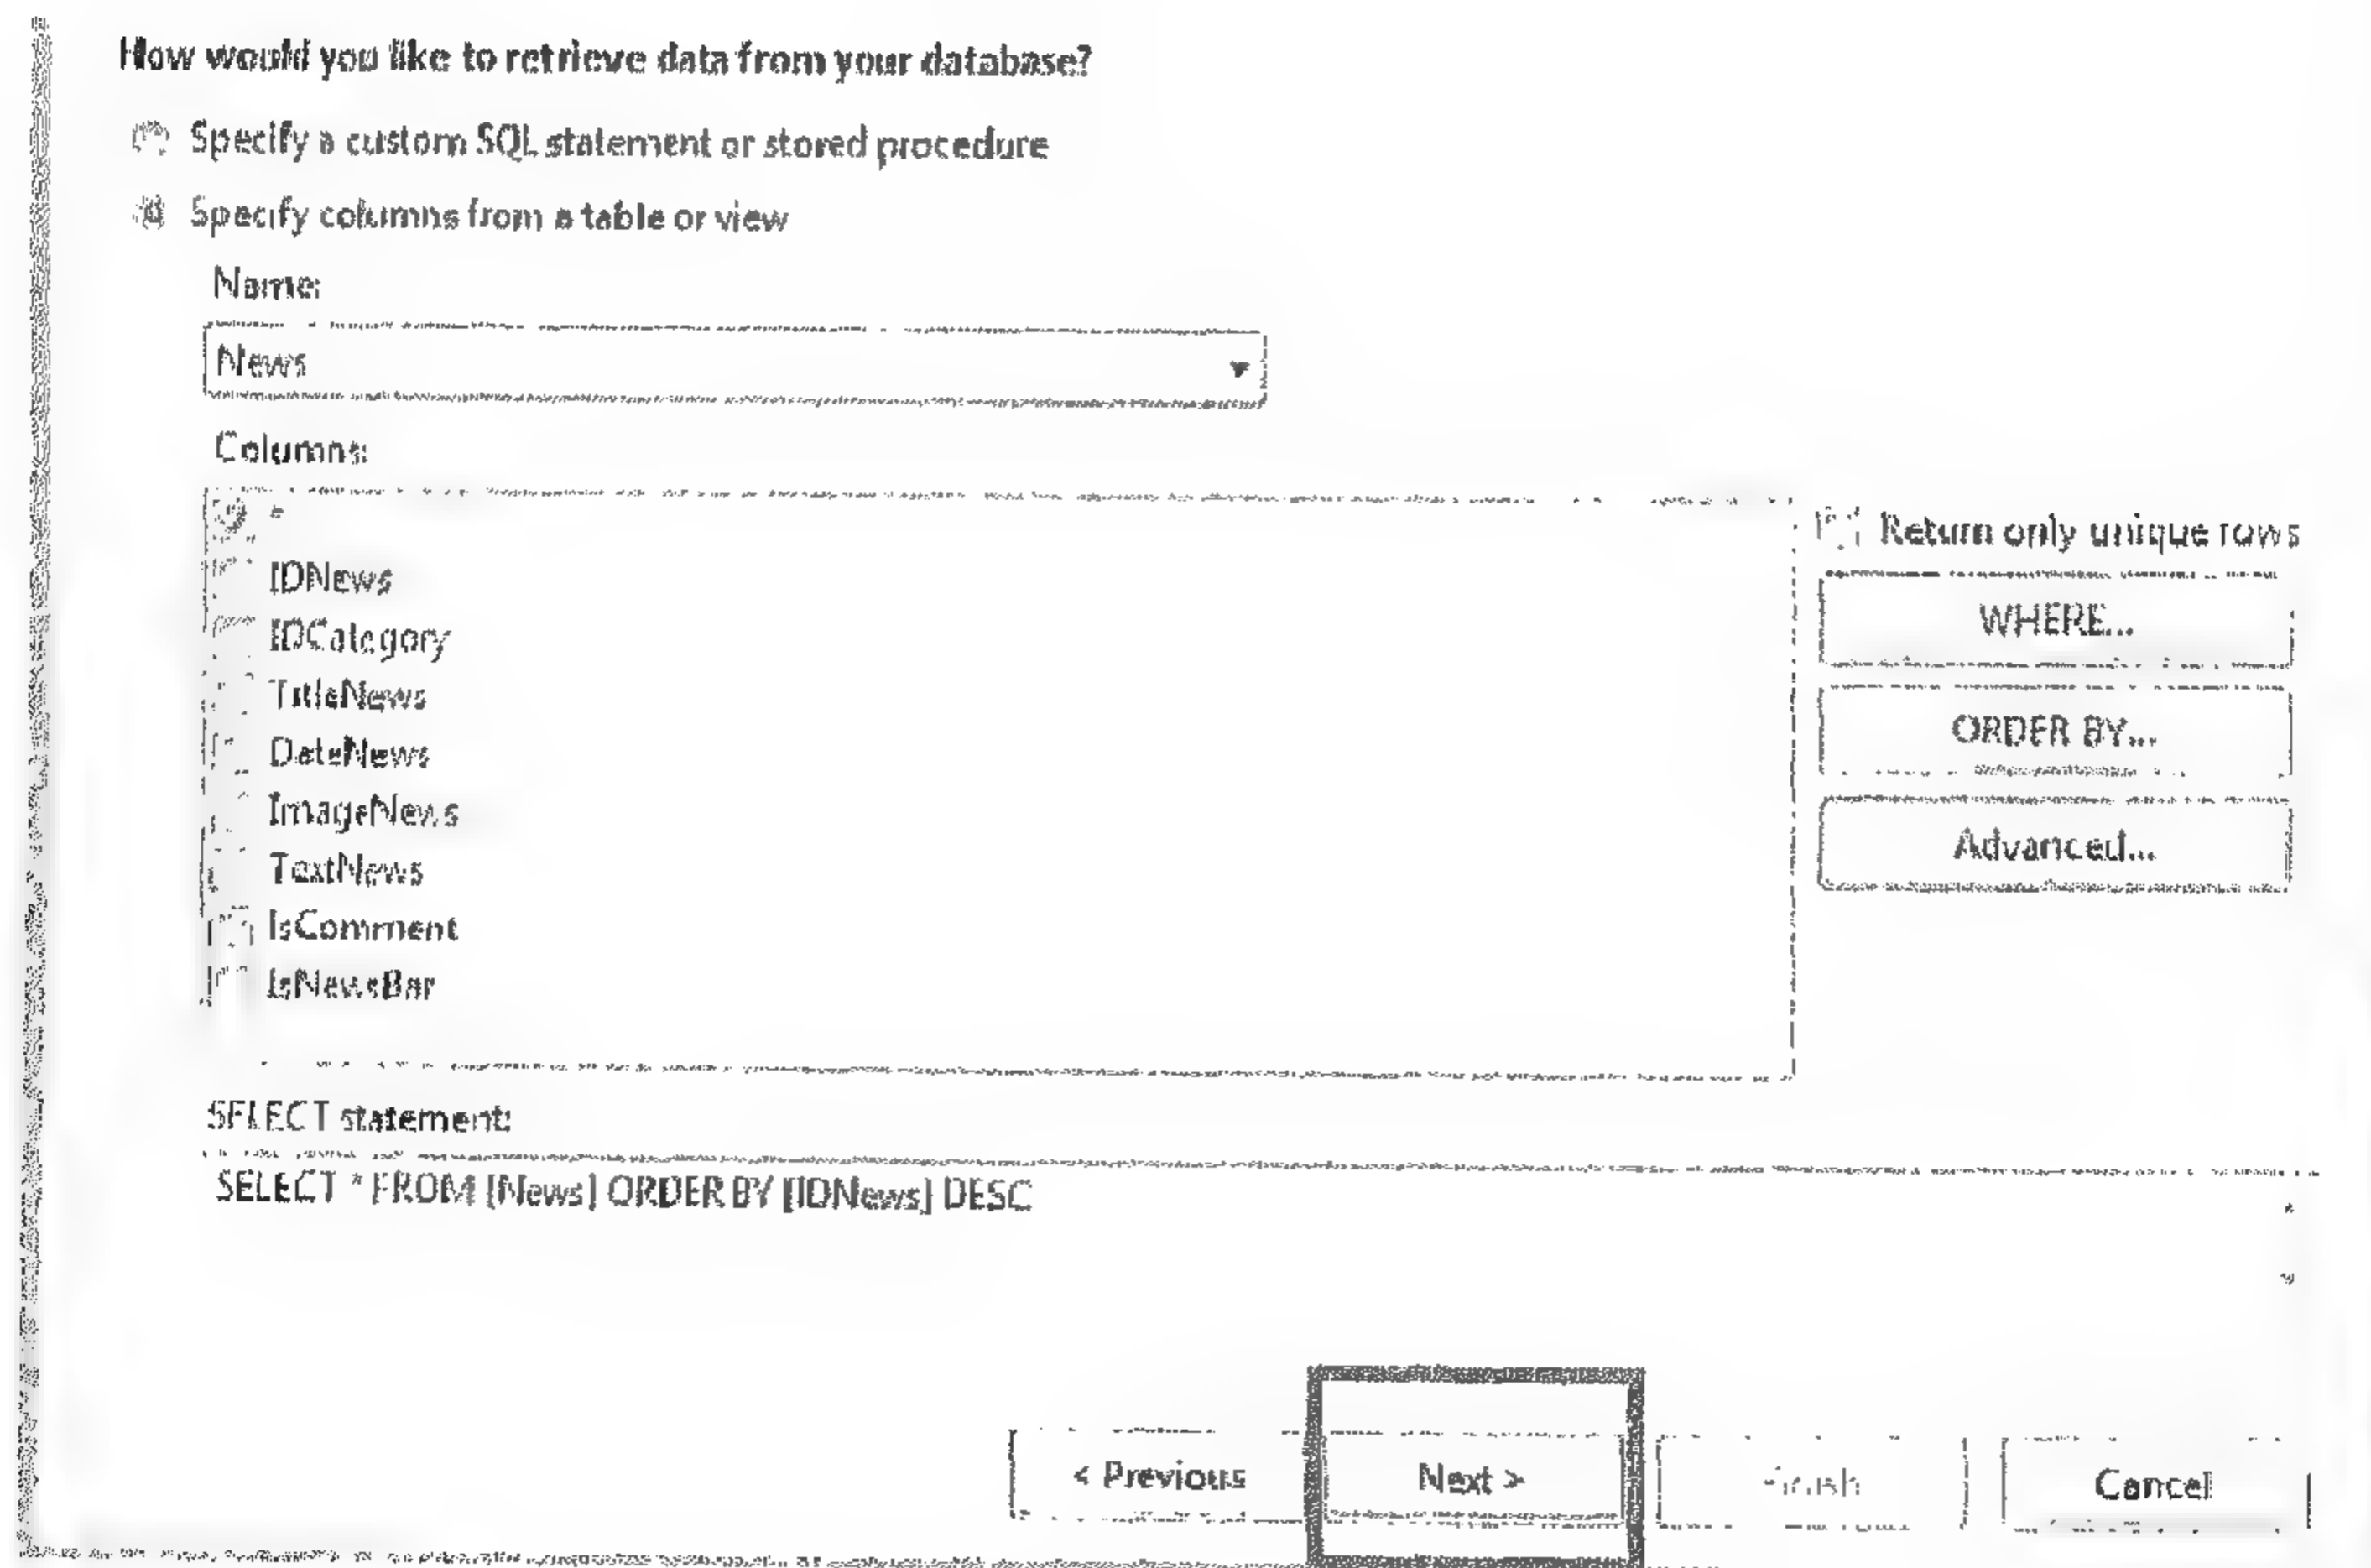 How would you like to retrieve data from your database?
Specify a custom SQL statement or stored procedure
Specify columns from a table or view
Name:
News
Columns:
*
IDNews
IDCategory
TitleNews
DateNews
ImageNews
TextNews
IsComment
IsNewsBar
Return only unique rows
WHERE...
ORDER BY...
Advanced...
SELECT statement:
SELECT * FROM [News] ORDER BY [IDNews] DESC
< Previous
Next >
Finish
Cancel